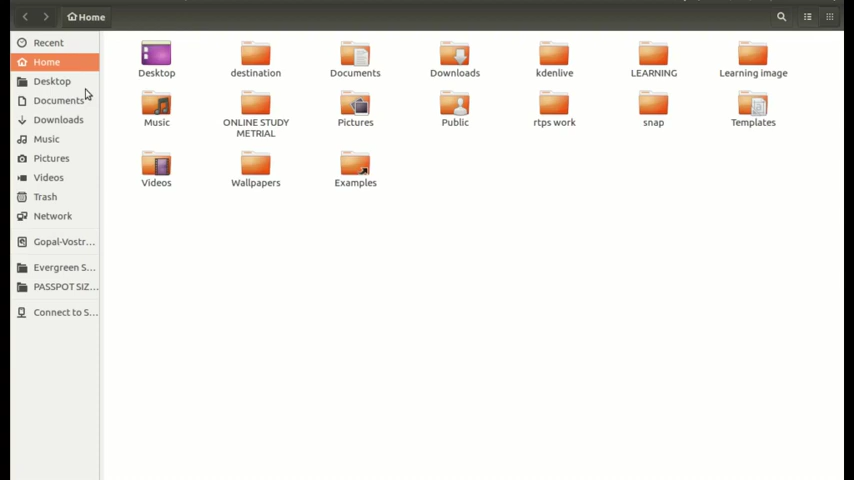 Home
Recent
Home
Desktop
Documents
Downloads
Music
Pictures
Videos
Trash
Network
Gopal-Vostr...
Evergreen S...
PASSPOT SIZ...
Connect to S...
Desktop
destination
Documents
Downloads
kdenlive
LEARNING
Learning image
Music
ONLINE STUDY
METRIAL
Pictures
Public
rtps work
snap
Templates
Videos
Wallpapers
Examples